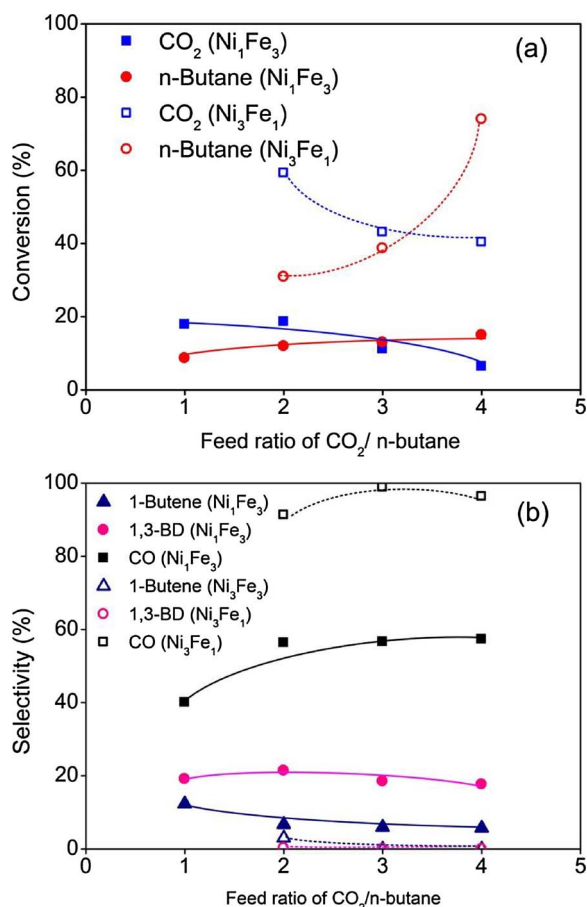 100
80
60
40
20
0
Conversion (%)
CO₂ (Ni₁Fe₃)
n-Butane (Ni₁Fe₃)
CO₂ (Ni₃Fe₁)
n-Butane (Ni₃Fe₁)
(a)
0 1 2 3 4 5
Feed ratio of CO₂/ n-butane
100
80
60
40
20
0
Selectivity (%)
1-Butene (Ni₁Fe₃)
1,3-BD (Ni₁Fe₃)
CO (Ni₁Fe₃)
1-Butene (Ni₃Fe₃)
1,3-BD (Ni₃Fe₁)
CO (Ni₃Fe₁)
(b)
0 1 2 3 4 5
Feed ratio of CO₂/n-butane